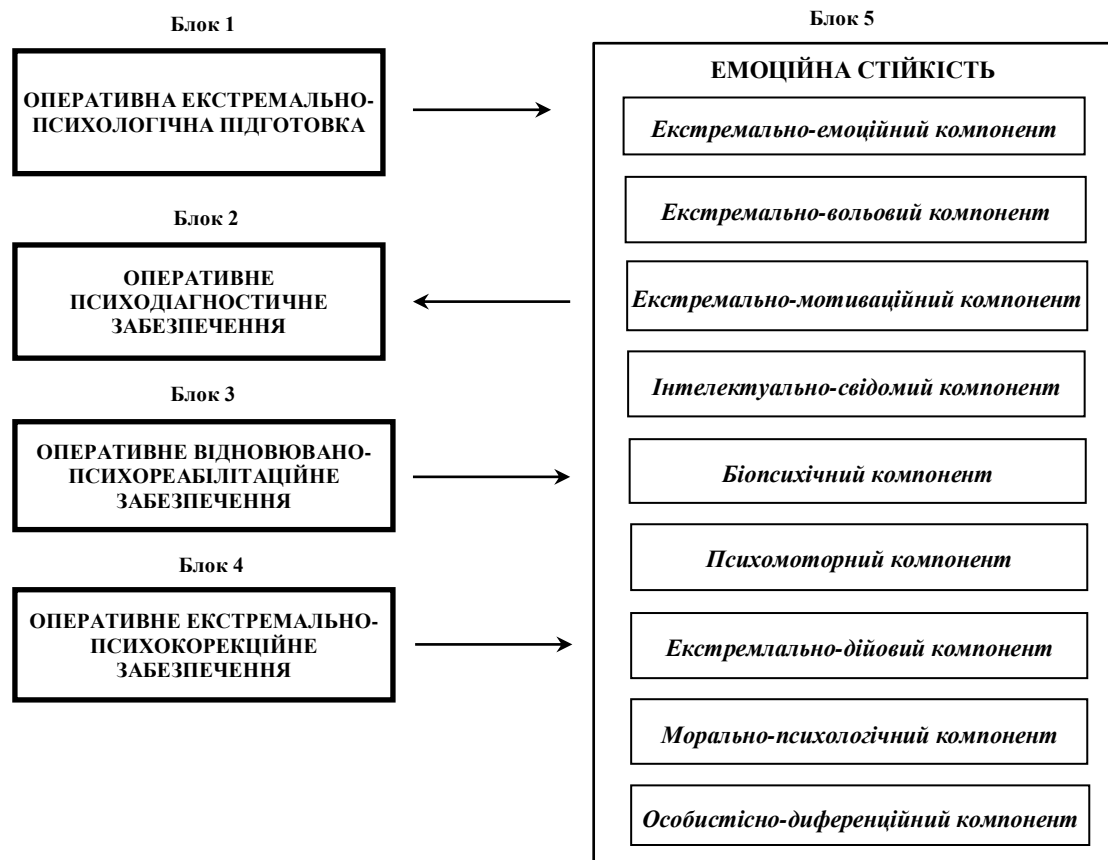 Блок 1
ОПЕРАТИВНА ЕКСТРЕМАЛЬНО-
ПСИХОЛОГІЧНА ПІДГОТОВКА
Блок 2
ОПЕРАТИВНЕ
ПСИХОДІАГНОСТИЧНЕ
ЗАБЕЗПЕЧЕННЯ
Блок 3
ОПЕРАТИВНЕ ВІДНОВЮВАНО-
ПСИХОРЕАБІЛІТАЦІЙНЕ
ЗАБЕЗПЕЧЕННЯ
Блок 4
ОПЕРАТИВНЕ ЕКСТРЕМАЛЬНО-
ПСИХОКОРЕКЦІЙНЕ
ЗАБЕЗПЕЧЕННЯ
Блок 5
ЕМОЦІЙНА СТІЙКІСТЬ
Екстремально-емоційний компонент
Екстремально-вольовий компонент
Екстремально-мотиваційний компонент
Інтелектуально-свідомий компонент
Біопсихічний компонент
Психомоторний компонент
Екстремлально-дійовий компонент
Морально-психологічний компонент
Особистісно-диференційний компонент